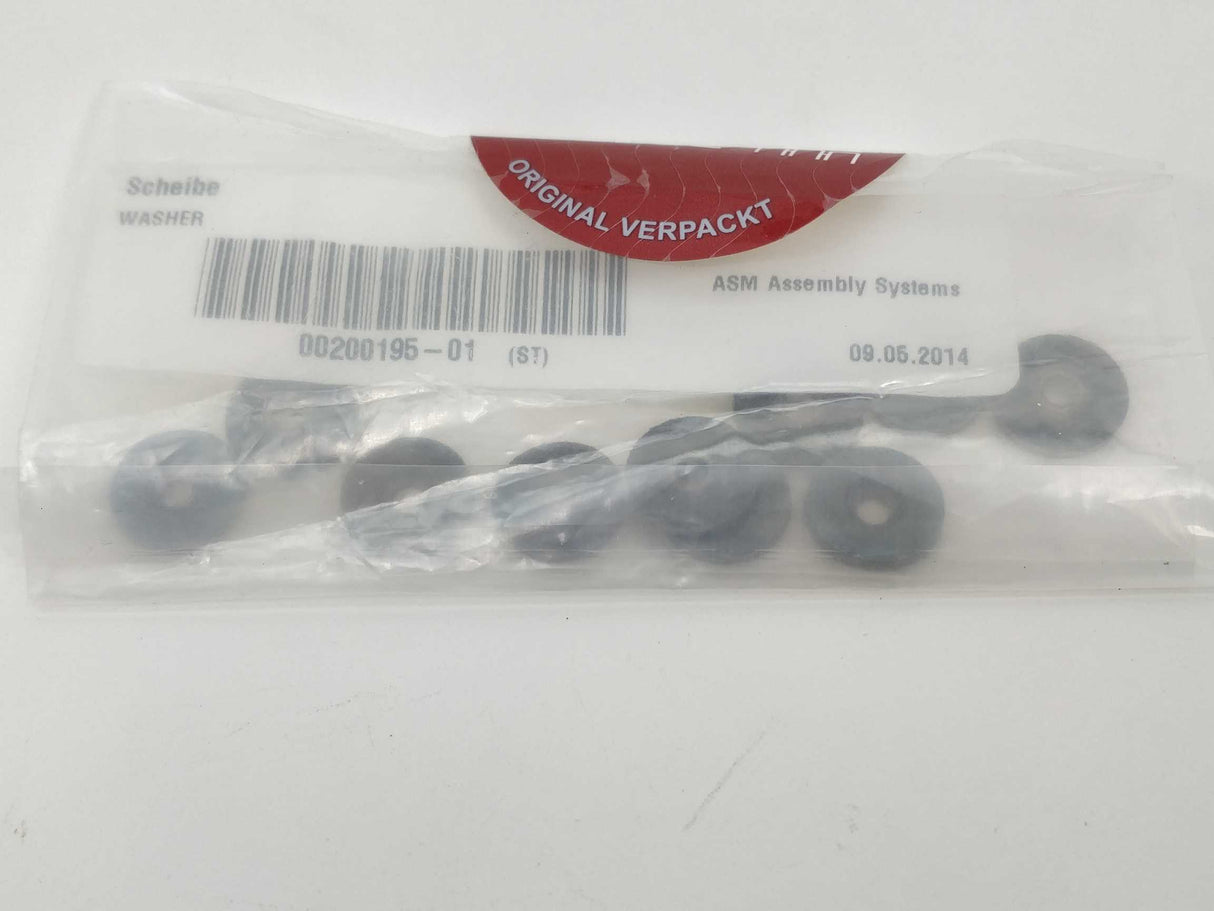 Scheibe
WASHER
ORIGINAL VERPACKT
ASM Assembly Systems
00200195-01 (ST)
09.05.2014